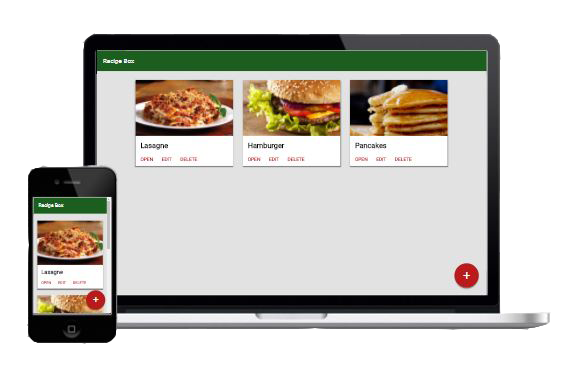 Recipe Box
Lasagne
OPEN EDIT DELETE
Hamburger
OPEN EDIT DELETE
Pancakes
OPEN EDIT DELETE
+
Recipe Box
Lasagne
OPEN EDIT DELETE
+